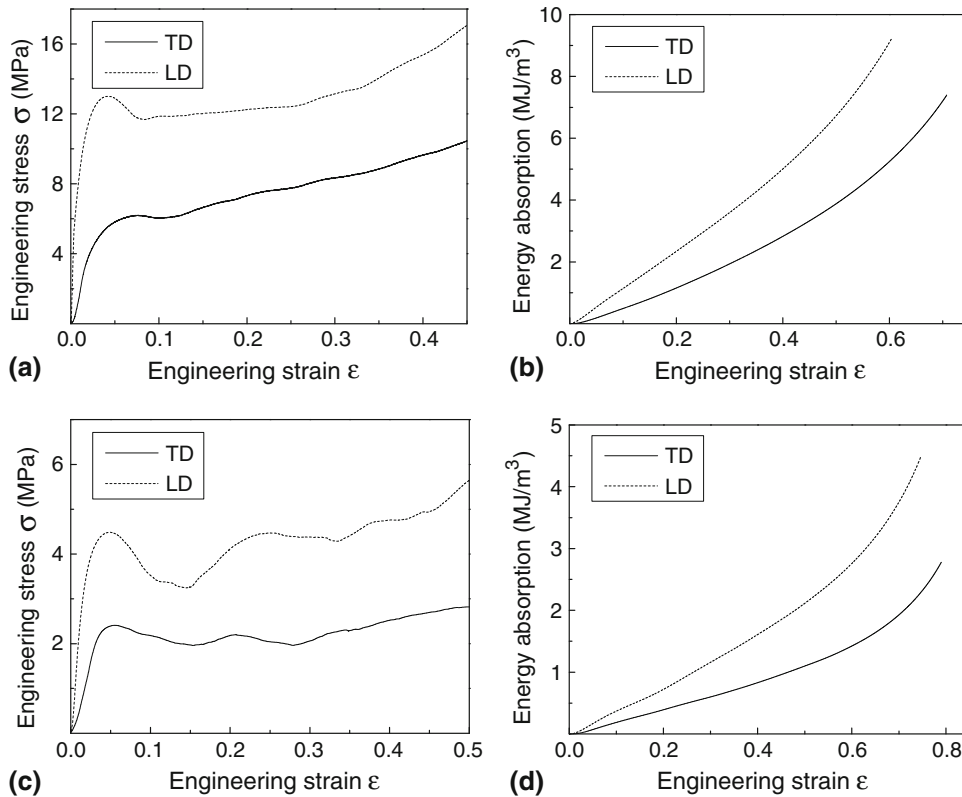 TD
LD
16
12
8
4
0.0 0.1 0.2 0.3 0.4
Engineering stress σ (MPa)
Engineering strain ε
(a)
TD
LD
10
8
6
4
2
0.0 0.2 0.4 0.6
Energy absorption (MJ/m³)
Engineering strain ε
(b)
TD
LD
6
4
2
0.0 0.1 0.2 0.3 0.4 0.5
Engineering stress σ (MPa)
Engineering strain ε
(c)
TD
LD
5
4
3
2
1
0.0 0.2 0.4 0.6 0.8
Energy absorption (MJ/m³)
Engineering strain ε
(d)